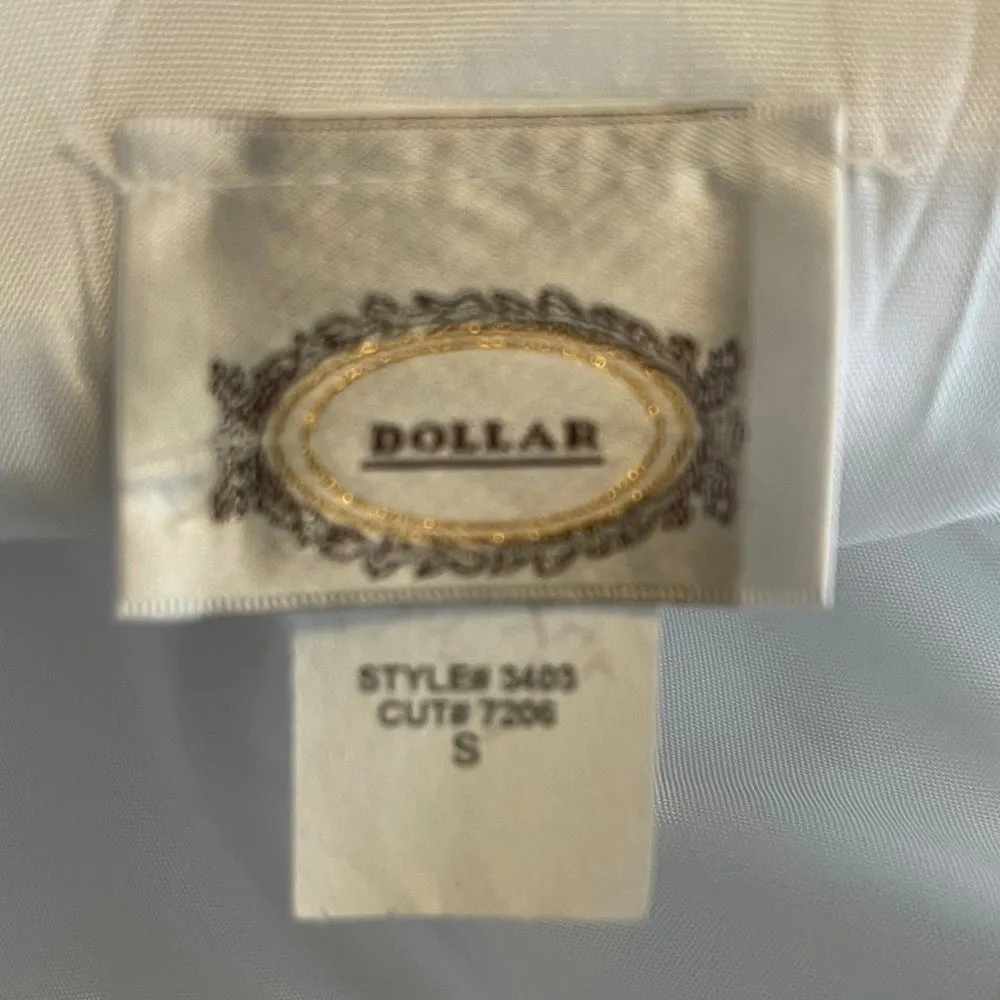 DOLLAR
STYLE# 3403
CUT# 7206
S